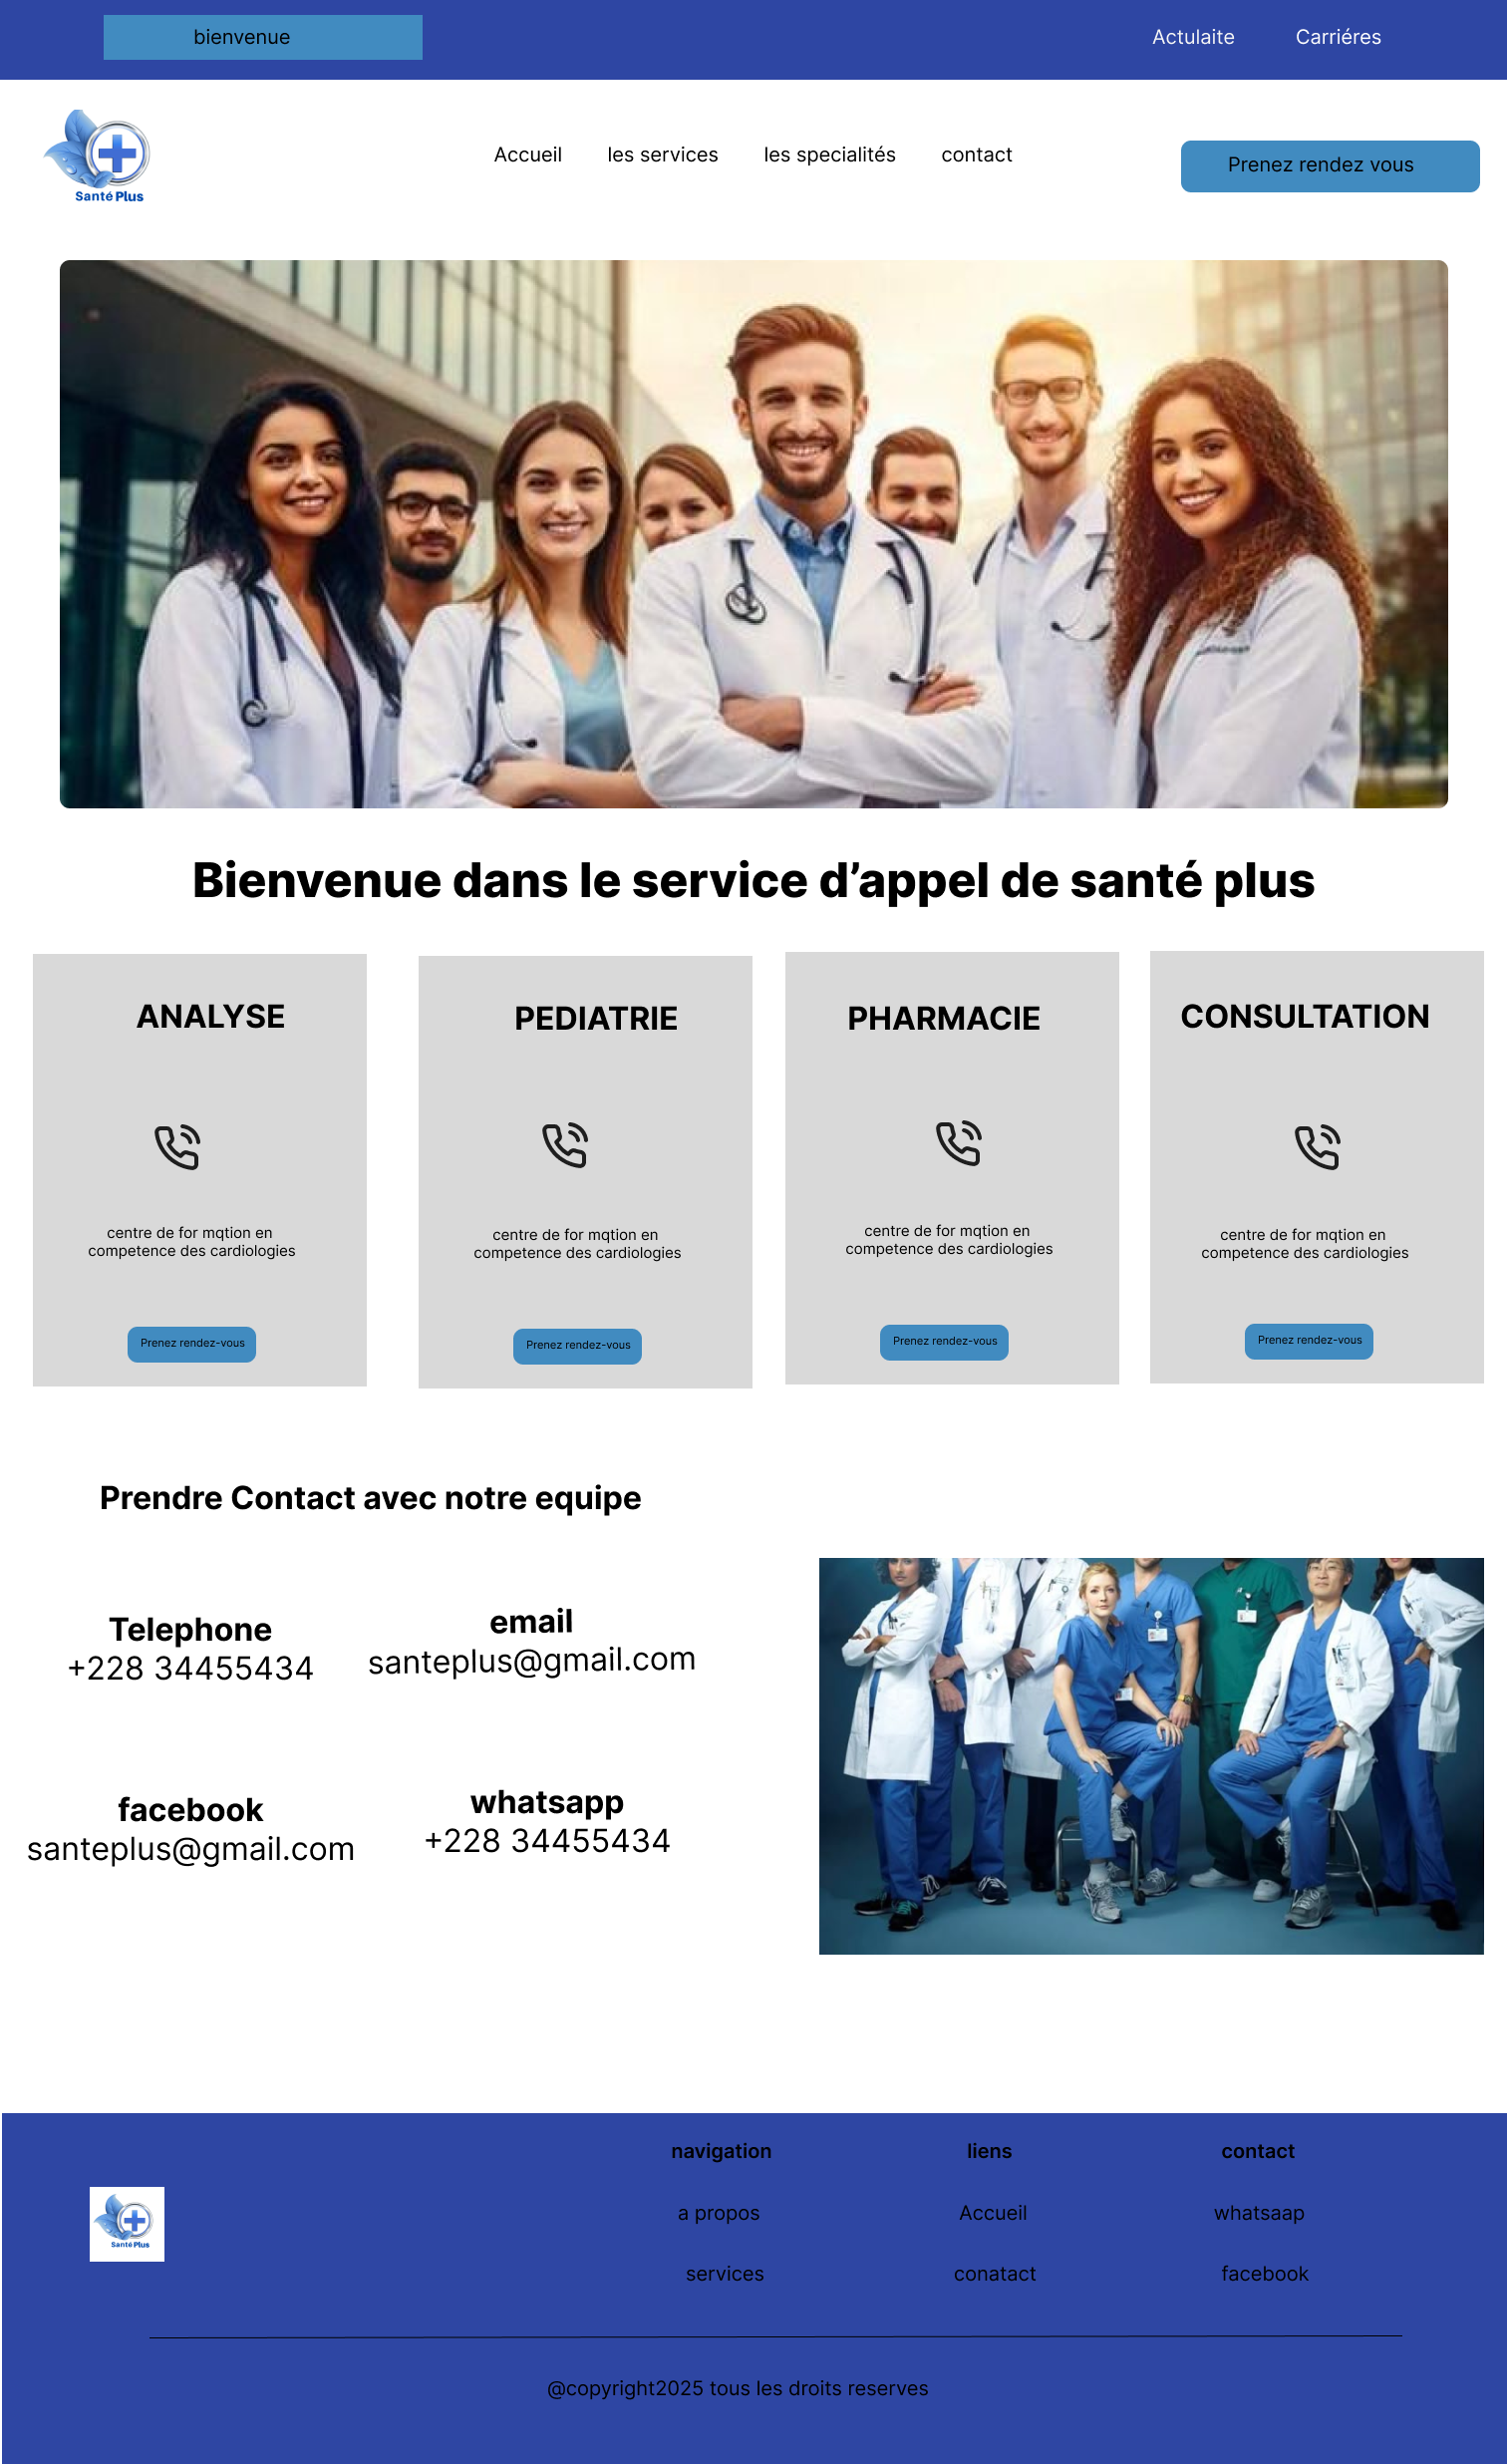 bienvenue
Actulaite
Carriéres
Santé Plus
Accueil
les services
les specialités
contact
Prenez rendez vous
Bienvenue dans le service d’appel de santé plus
ANALYSE
centre de for mqtion en
competence des cardiologies
Prenez rendez-vous
PEDIATRIE
centre de for mqtion en
competence des cardiologies
Prenez rendez-vous
PHARMACIE
centre de for mqtion en
competence des cardiologies
Prenez rendez-vous
CONSULTATION
centre de for mqtion en
competence des cardiologies
Prenez rendez-vous
Prendre Contact avec notre equipe
Telephone
+228 34455434
email
santeplus@gmail.com
facebook
santeplus@gmail.com
whatsapp
+228 34455434
Santé Plus
navigation
a propos
services
liens
Accueil
conatact
contact
whatsaap
facebook
@copyright2025 tous les droits reserves